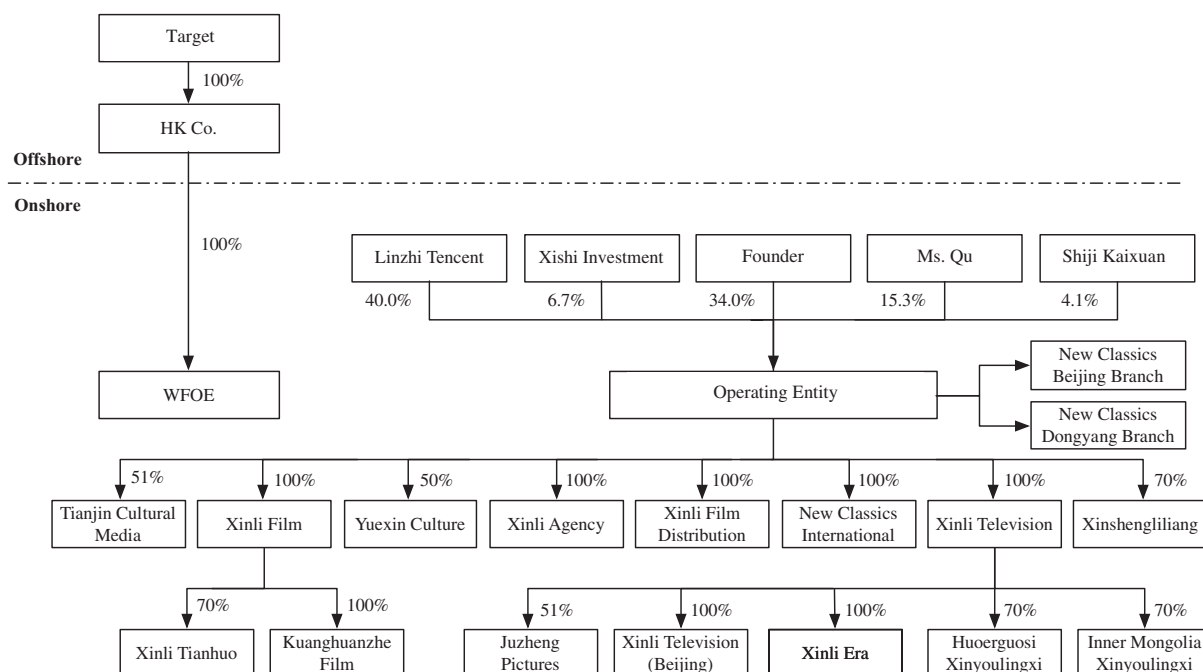 Target
100%
HK Co.
Offshore
Onshore
100%
Linzhi Tencent
Xishi Investment
Founder
Ms. Qu
Shiji Kaixuan
40.0%
6.7%
34.0%
15.3%
4.1%
WFOE
Operating Entity
New Classics
Beijing Branch
New Classics
Dongyang Branch
51%
100%
50%
100%
100%
100%
100%
70%
Tianjin Cultural
Media
Xinli Film
Yuexin Culture
Xinli Agency
Xinli Film
Distribution
New Classics
International
Xinli Television
Xinshengliliang
70%
100%
51%
100%
100%
70%
70%
Xinli Tianhuo
Kuanghuanzhe
Film
Juzheng
Pictures
Xinli Television
(Beijing)
Xinli Era
Huoerguosi
Xinyoulingxi
Inner Mongolia
Xinyoulingxi